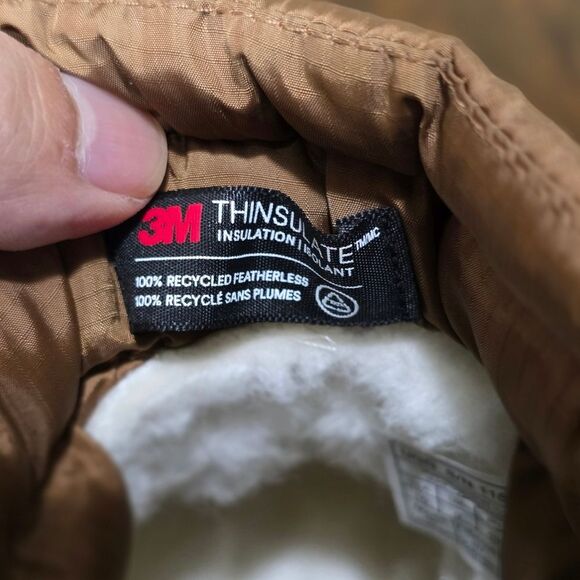 3M THINSULATE TM/MC
INSULATION | ISOLANT
100% RECYCLED FEATHERLESS
100% RECYCLÉ SANS PLUMES